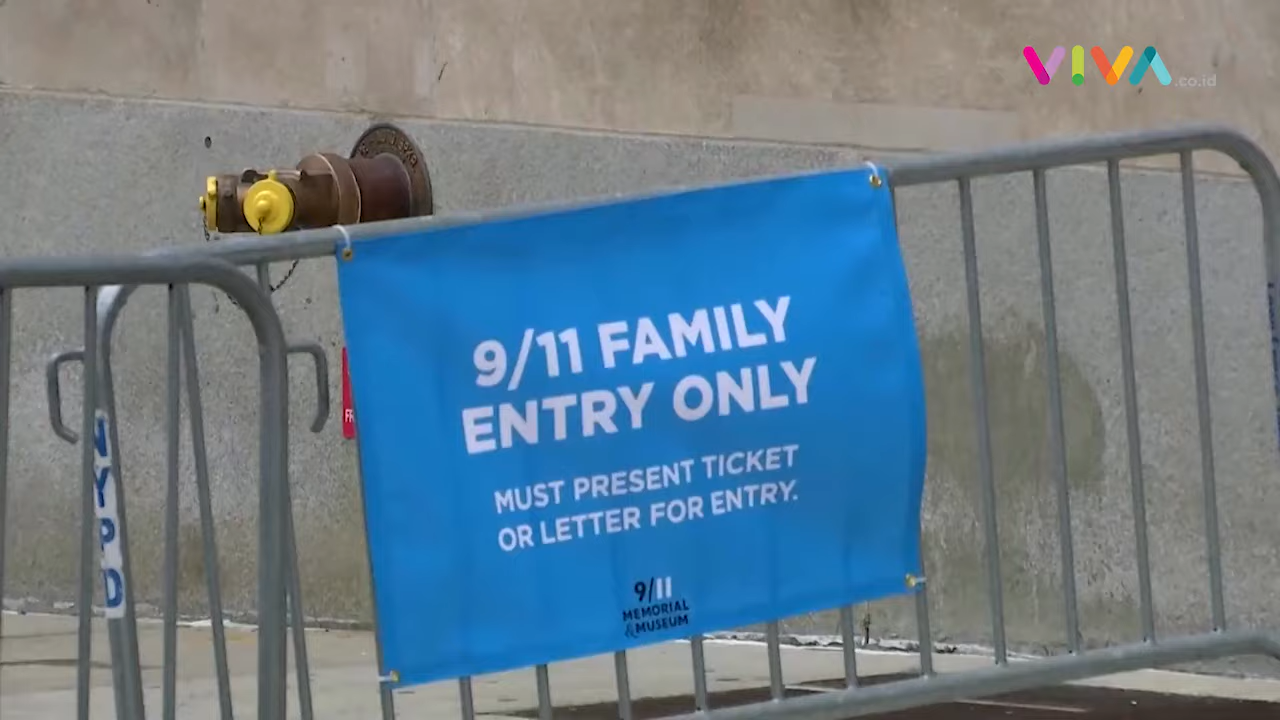 VIVA.co.id
9/11 FAMILY
ENTRY ONLY
MUST PRESENT TICKET
OR LETTER FOR ENTRY.
9/11
MEMORIAL
&MUSEUM
NYPD
FR